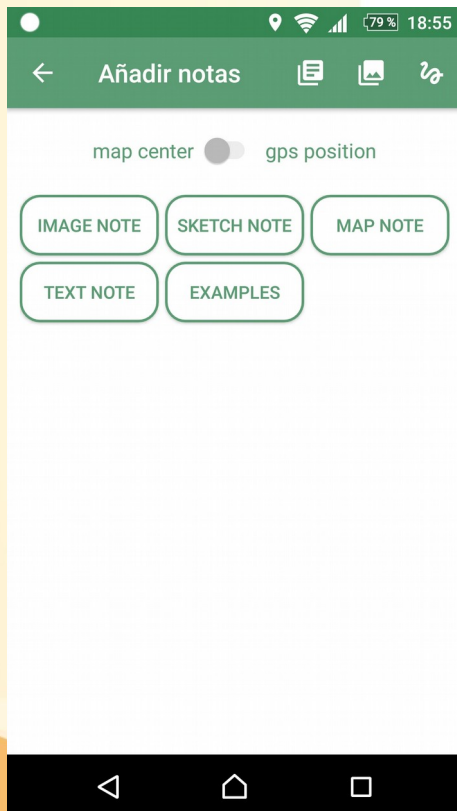 79% 18:55
Añadir notas
map center gps position
IMAGE NOTE SKETCH NOTE MAP NOTE
TEXT NOTE EXAMPLES